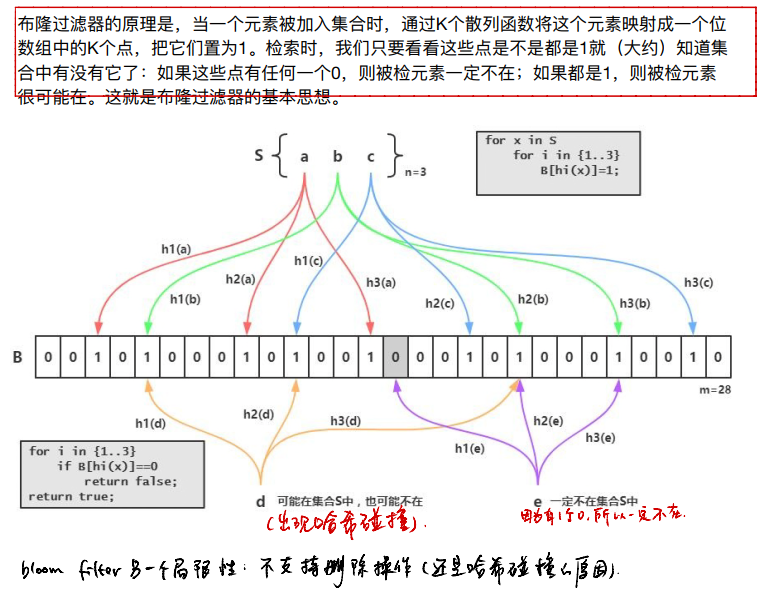 布隆过滤器的原理是，当一个元素被加入集合时，通过K个散列函数将这个元素映射成一个位
数组中的K个点，把它们置为1。检索时，我们只要看看这些点是不是都是1就（大约）知道集
合中有没有它了：如果这些点有任何一个0，则被检元素一定不在；如果都是1，则被检元素
很可能在。这就是布隆过滤器的基本思想。
S { a b c } n=3
for x in S
for i in {1..3}
B[hi(x)]=1;
h1(a)
h1(b)
h2(a)
h1(c)
h3(a)
h2(c)
h2(b)
h3(b)
h3(c)
B 0 0 1 0 1 0 0 0 1 0 1 0 0 1 0 0 0 1 0 1 0 0 0 1 0 0 1 0
m=28
h1(d)
h2(d)
h3(d)
h1(e)
h2(e)
h3(e)
for i in {1..3}
if B[hi(x)]==0
return false;
return true;
d 可能在集合S中，也可能不在
(出现哈希碰撞).
e 一定不在集合S中
因为有1个0,所以一定不在.
bloom filter 另一个局限性：不支持删除操作(还是哈希碰撞的原因).